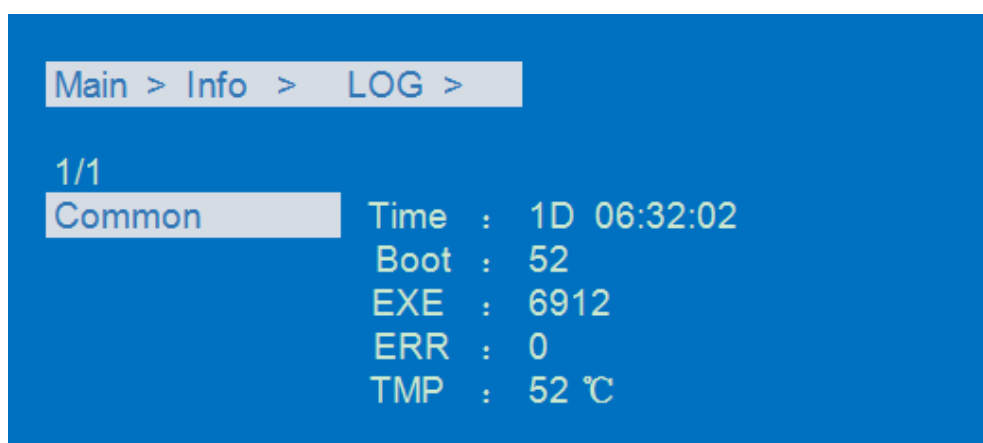 Main > Info > LOG >
1/1
Common Time : 1D 06:32:02
Boot : 52
EXE : 6912
ERR : 0
TMP : 52 ℃